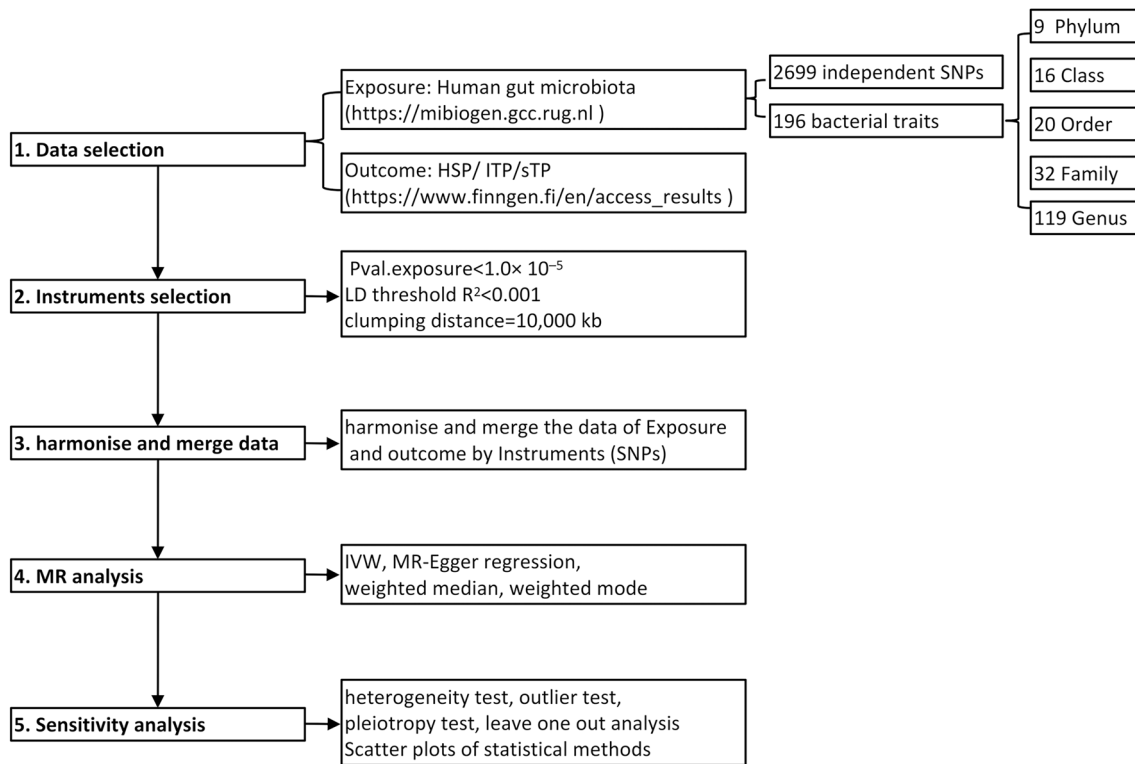 1. Data selection
Exposure: Human gut microbiota
(https://mibiogen.gcc.rug.nl )
2699 independent SNPs
196 bacterial traits
9  Phylum
16 Class
20 Order
32 Family
119 Genus
Outcome: HSP/ ITP/sTP
(https://www.finngen.fi/en/access_results )
2. Instruments selection
Pval.exposure<1.0× 10⁻⁵
LD threshold R²<0.001
clumping distance=10,000 kb
3. harmonise and merge data
harmonise and merge the data of Exposure
and outcome by Instruments (SNPs)
4. MR analysis
IVW, MR-Egger regression,
weighted median, weighted mode
5. Sensitivity analysis
heterogeneity test, outlier test,
pleiotropy test, leave one out analysis
Scatter plots of statistical methods